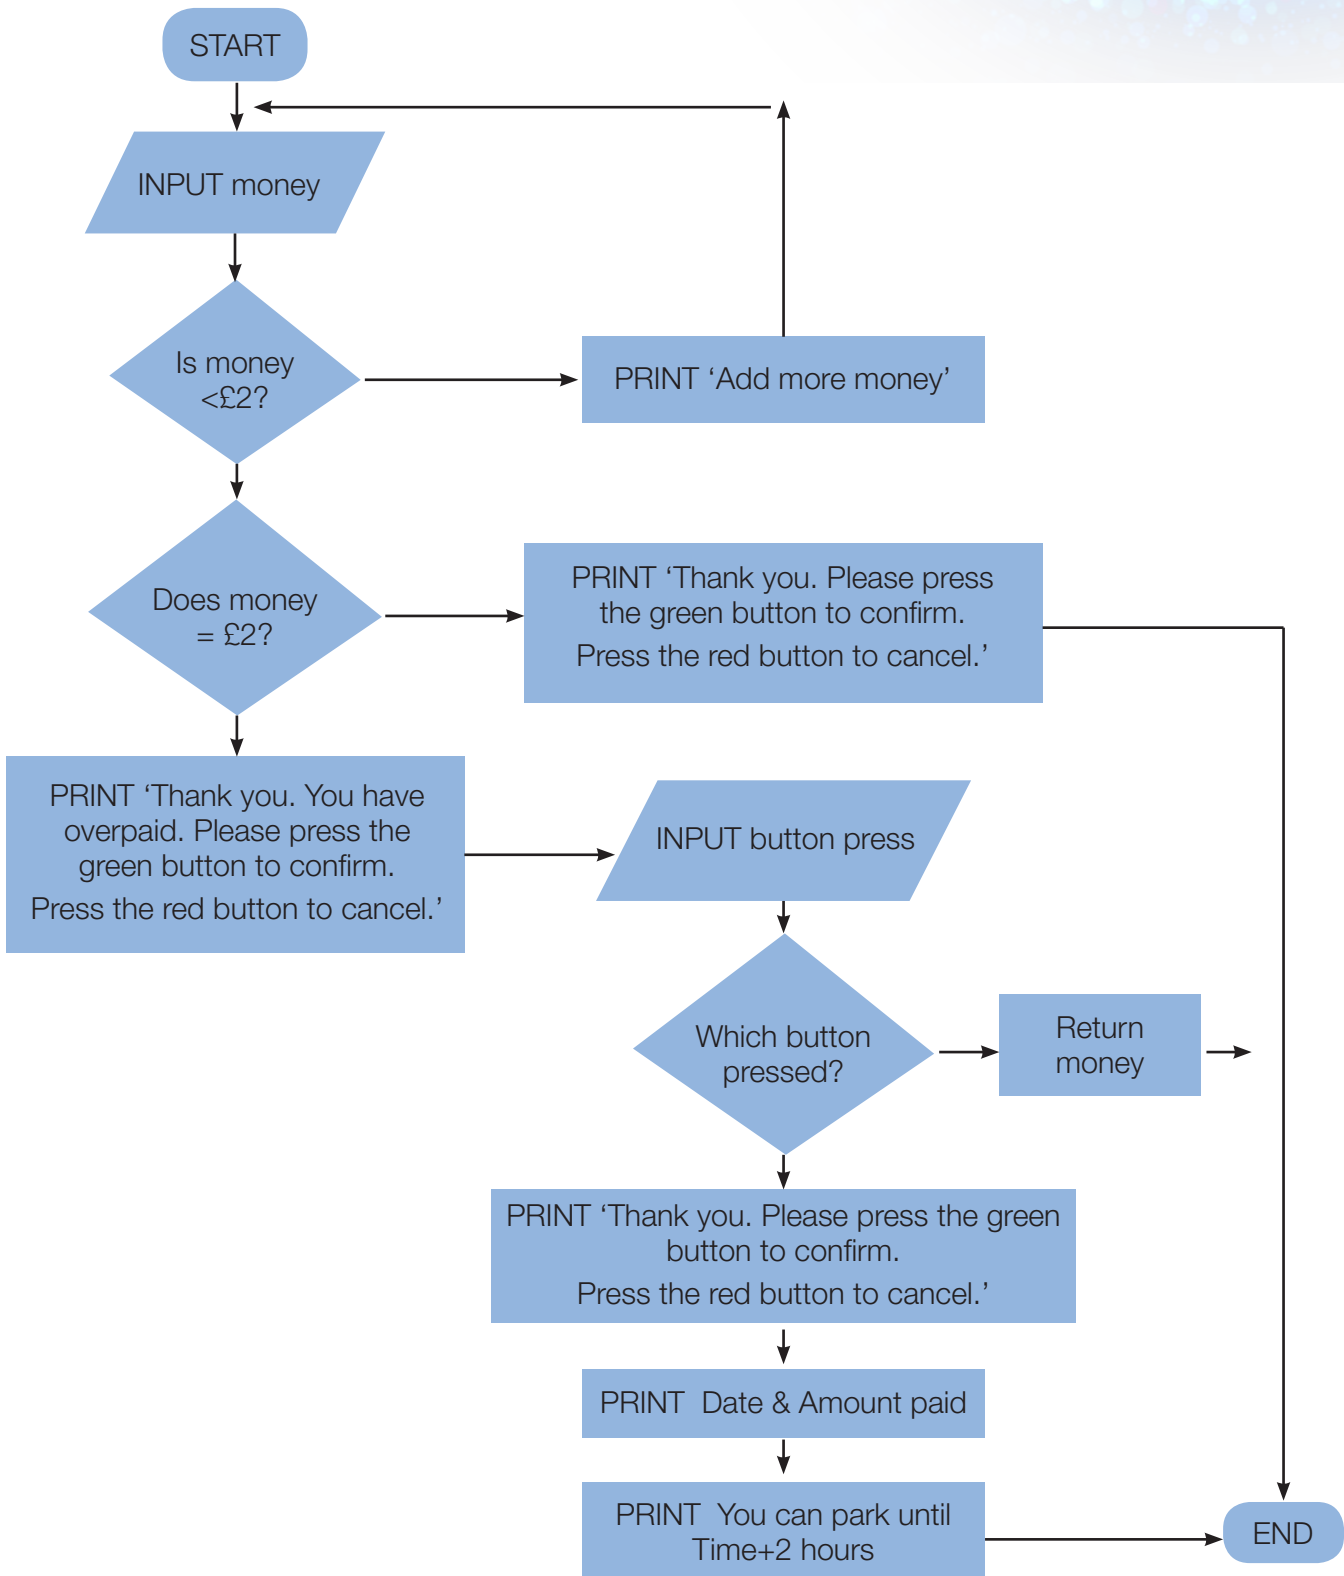 START
INPUT money
Is money
<£2?
PRINT ‘Add more money’
Does money
= £2?
PRINT ‘Thank you. Please press
the green button to confirm.
Press the red button to cancel.’
PRINT ‘Thank you. You have
overpaid. Please press the
green button to confirm.
Press the red button to cancel.’
INPUT button press
Which button
pressed?
Return
money
PRINT ‘Thank you. Please press the green
button to confirm.
Press the red button to cancel.’
PRINT  Date & Amount paid
PRINT  You can park until
Time+2 hours
END